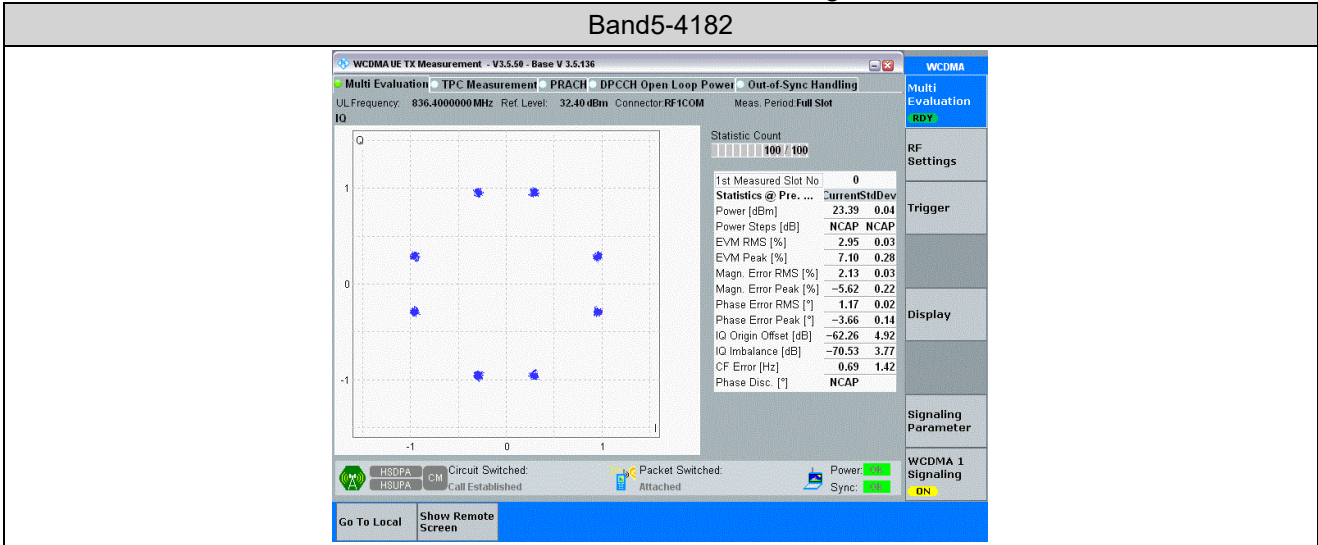 Band5-4182
WCDMA UE TX Measurement - V3.5.50 - Base V 3.5.136
WCDMA
Multi Evaluation TPC Measurement PRACH DPCCH Open Loop Power Out-of-Sync Handling
Multi
Evaluation
RDY
UL Frequency: 836.4000000 MHz Ref. Level: 32.40 dBm Connector: RF1COM Meas. Period: Full Slot
IQ
Q
1
0
-1
-1 0 1
I
Statistic Count
100 / 100
1st Measured Slot No 0
Statistics @ Pre. ... Current StdDev
Power [dBm] 23.39 0.04
Power Steps [dB] NCAP NCAP
EVM RMS [%] 2.95 0.03
EVM Peak [%] 7.10 0.28
Magn. Error RMS [%] 2.13 0.03
Magn. Error Peak [%] -5.62 0.22
Phase Error RMS [°] 1.17 0.02
Phase Error Peak [°] -3.66 0.14
IQ Origin Offset [dB] -62.26 4.92
IQ Imbalance [dB] -70.53 3.77
CF Error [Hz] 0.69 1.42
Phase Disc. [°] NCAP
RF
Settings
Trigger
Display
Signaling
Parameter
WCDMA 1
Signaling
ON
HSDPA
HSUPA
CM
Circuit Switched:
Call Established
Packet Switched:
Attached
Power:
Sync:
Go To Local
Show Remote
Screen